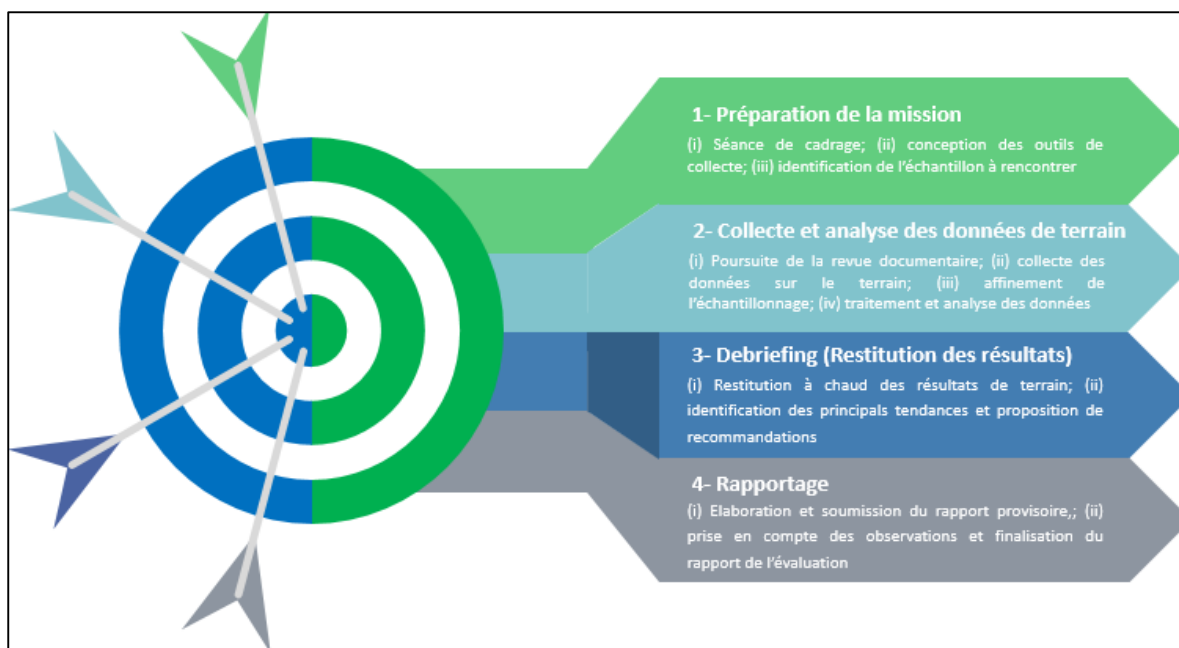 1- Préparation de la mission
(i) Séance de cadrage; (ii) conception des outils de
collecte; (iii) identification de l'échantillon à rencontrer
2- Collecte et analyse des données de terrain
(i) Poursuite de la revue documentaire; (ii) collecte des
données sur le terrain; (iii) affinement de
l'échantillonnage; (iv) traitement et analyse des données
3- Debriefing (Restitution des résultats)
(i) Restitution à chaud des résultats de terrain; (ii)
identification des principals tendances et proposition de
recommandations
4- Rapportage
(i) Elaboration et soumission du rapport provisoire,; (ii)
prise en compte des observations et finalisation du
rapport de l'évaluation